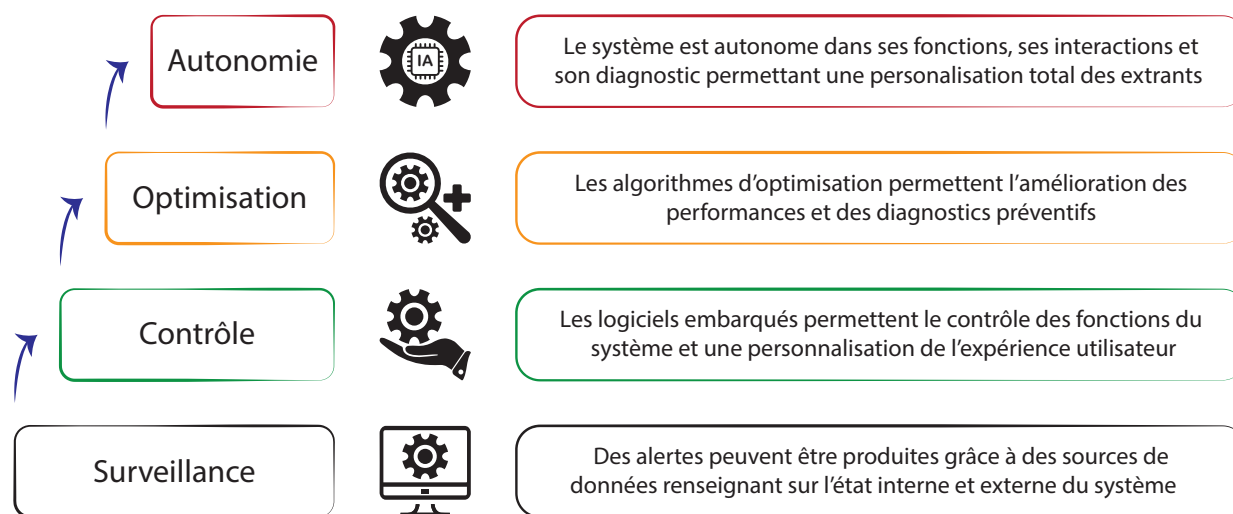 Autonomie
IA
Le système est autonome dans ses fonctions, ses interactions et
son diagnostic permettant une personalisation total des extrants
Optimisation
Les algorithmes d’optimisation permettent l’amélioration des
performances et des diagnostics préventifs
Contrôle
Les logiciels embarqués permettent le contrôle des fonctions du
système et une personnalisation de l’expérience utilisateur
Surveillance
Des alertes peuvent être produites grâce à des sources de
données renseignant sur l’état interne et externe du système